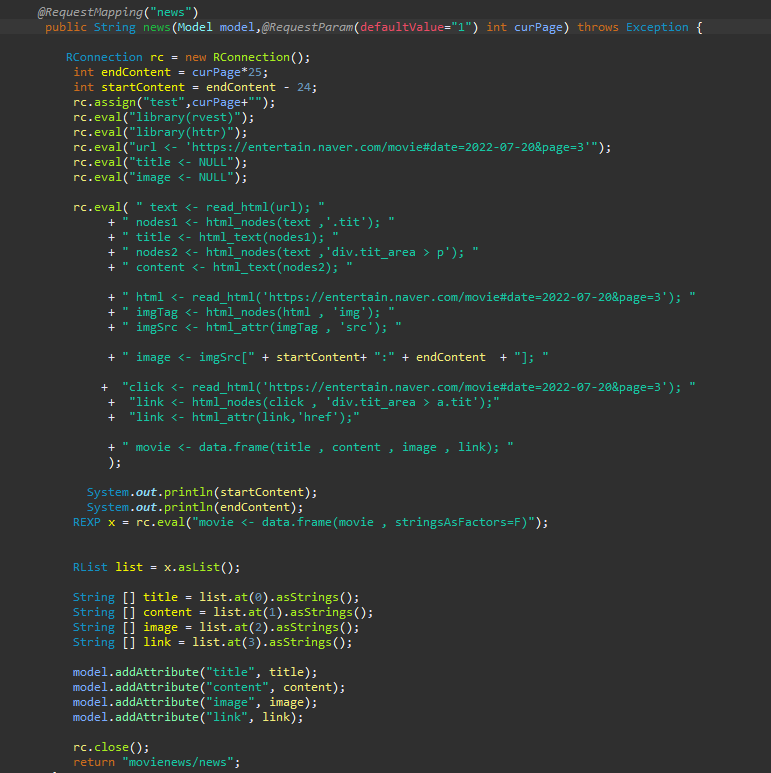 @RequestMapping("news")
public String news(Model model,@RequestParam(defaultValue="1") int curPage) throws Exception {
RConnection rc = new RConnection();
int endContent = curPage*25;
int startContent = endContent - 24;
rc.assign("test",curPage+"");
rc.eval("library(rvest)");
rc.eval("library(httr)");
rc.eval("url <- 'https://entertain.naver.com/movie#date=2022-07-20&page=3'");
rc.eval("title <- NULL");
rc.eval("image <- NULL");
rc.eval( " text <- read_html(url); "
+ " nodes1 <- html_nodes(text ,'.tit'); "
+ " title <- html_text(nodes1); "
+ " nodes2 <- html_nodes(text ,'div.tit_area > p'); "
+ " content <- html_text(nodes2); "
+ " html <- read_html('https://entertain.naver.com/movie#date=2022-07-20&page=3'); "
+ " imgTag <- html_nodes(html , 'img'); "
+ " imgSrc <- html_attr(imgTag , 'src'); "
+ " image <- imgSrc[" + startContent+ ":" + endContent  + "]; "
+  "click <- read_html('https://entertain.naver.com/movie#date=2022-07-20&page=3'); "
+  "link <- html_nodes(click , 'div.tit_area > a.tit');"
+  "link <- html_attr(link,'href');"
+ " movie <- data.frame(title , content , image , link); "
);
System.out.println(startContent);
System.out.println(endContent);
REXP x = rc.eval("movie <- data.frame(movie , stringsAsFactors=F)");
RList list = x.asList();
String [] title = list.at(0).asStrings();
String [] content = list.at(1).asStrings();
String [] image = list.at(2).asStrings();
String [] link = list.at(3).asStrings();
model.addAttribute("title", title);
model.addAttribute("content", content);
model.addAttribute("image", image);
model.addAttribute("link", link);
rc.close();
return "movienews/news";